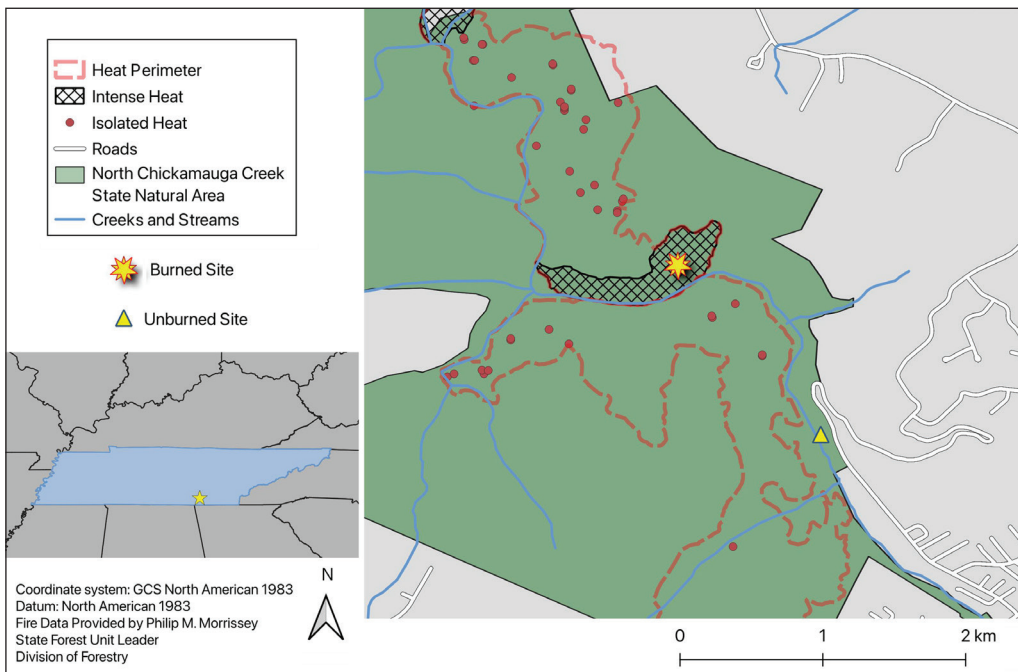 Heat Perimeter
Intense Heat
Isolated Heat
Roads
North Chickamauga Creek
State Natural Area
Creeks and Streams
Burned Site
Unburned Site
N
Coordinate system: GCS North American 1983
Datum: North American 1983
Fire Data Provided by Philip M. Morrissey
State Forest Unit Leader
Division of Forestry
0 1 2 km